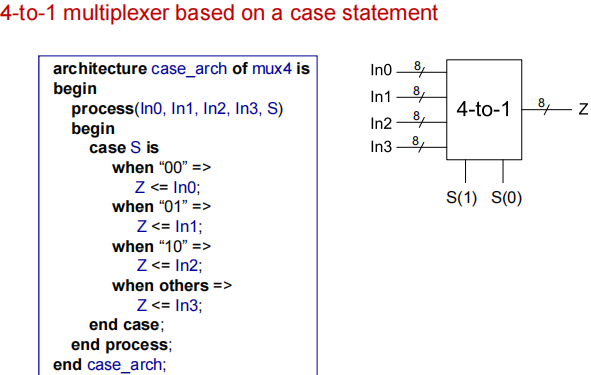 4-to-1 multiplexer based on a case statement
architecture case_arch of mux4 is
begin
process(In0, In1, In2, In3, S)
begin
case S is
when “00” =>
Z <= In0;
when “01” =>
Z <= In1;
when “10” =>
Z <= In2;
when others =>
Z <= In3;
end case;
end process;
end case_arch;
In0 8
In1 8
In2 8
In3 8
4-to-1
8 Z
S(1) S(0)